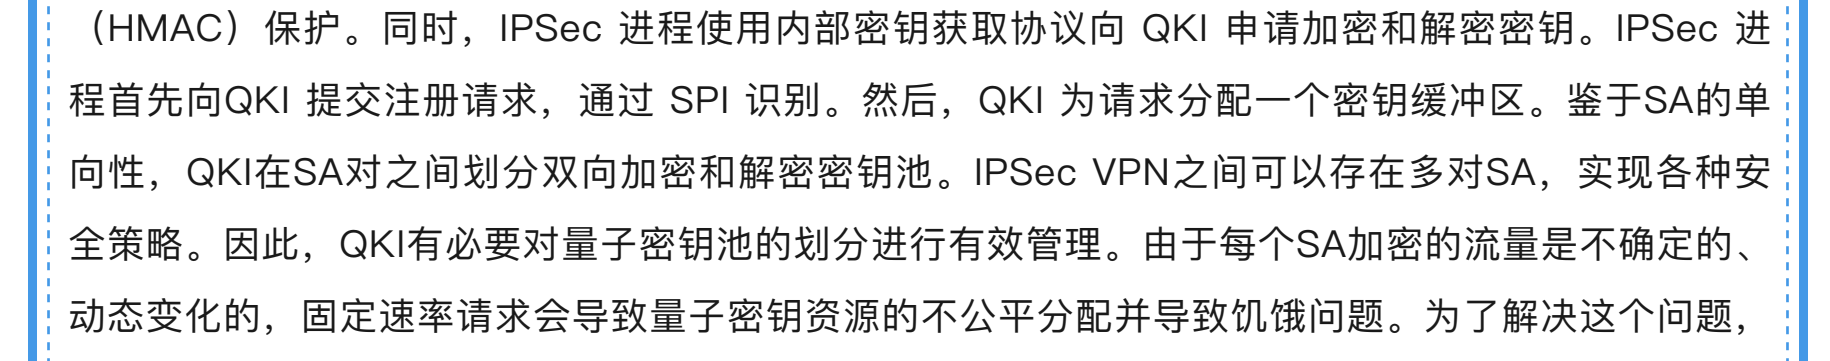 （HMAC）保护。同时，IPSec 进程使用内部密钥获取协议向 QKI 申请加密和解密密钥。IPSec 进
程首先向QKI 提交注册请求，通过 SPI 识别。然后，QKI 为请求分配一个密钥缓冲区。鉴于SA的单
向性，QKI在SA对之间划分双向加密和解密密钥池。IPSec VPN之间可以存在多对SA，实现各种安
全策略。因此，QKI有必要对量子密钥池的划分进行有效管理。由于每个SA加密的流量是不确定的、
动态变化的，固定速率请求会导致量子密钥资源的不公平分配并导致饥饿问题。为了解决这个问题，